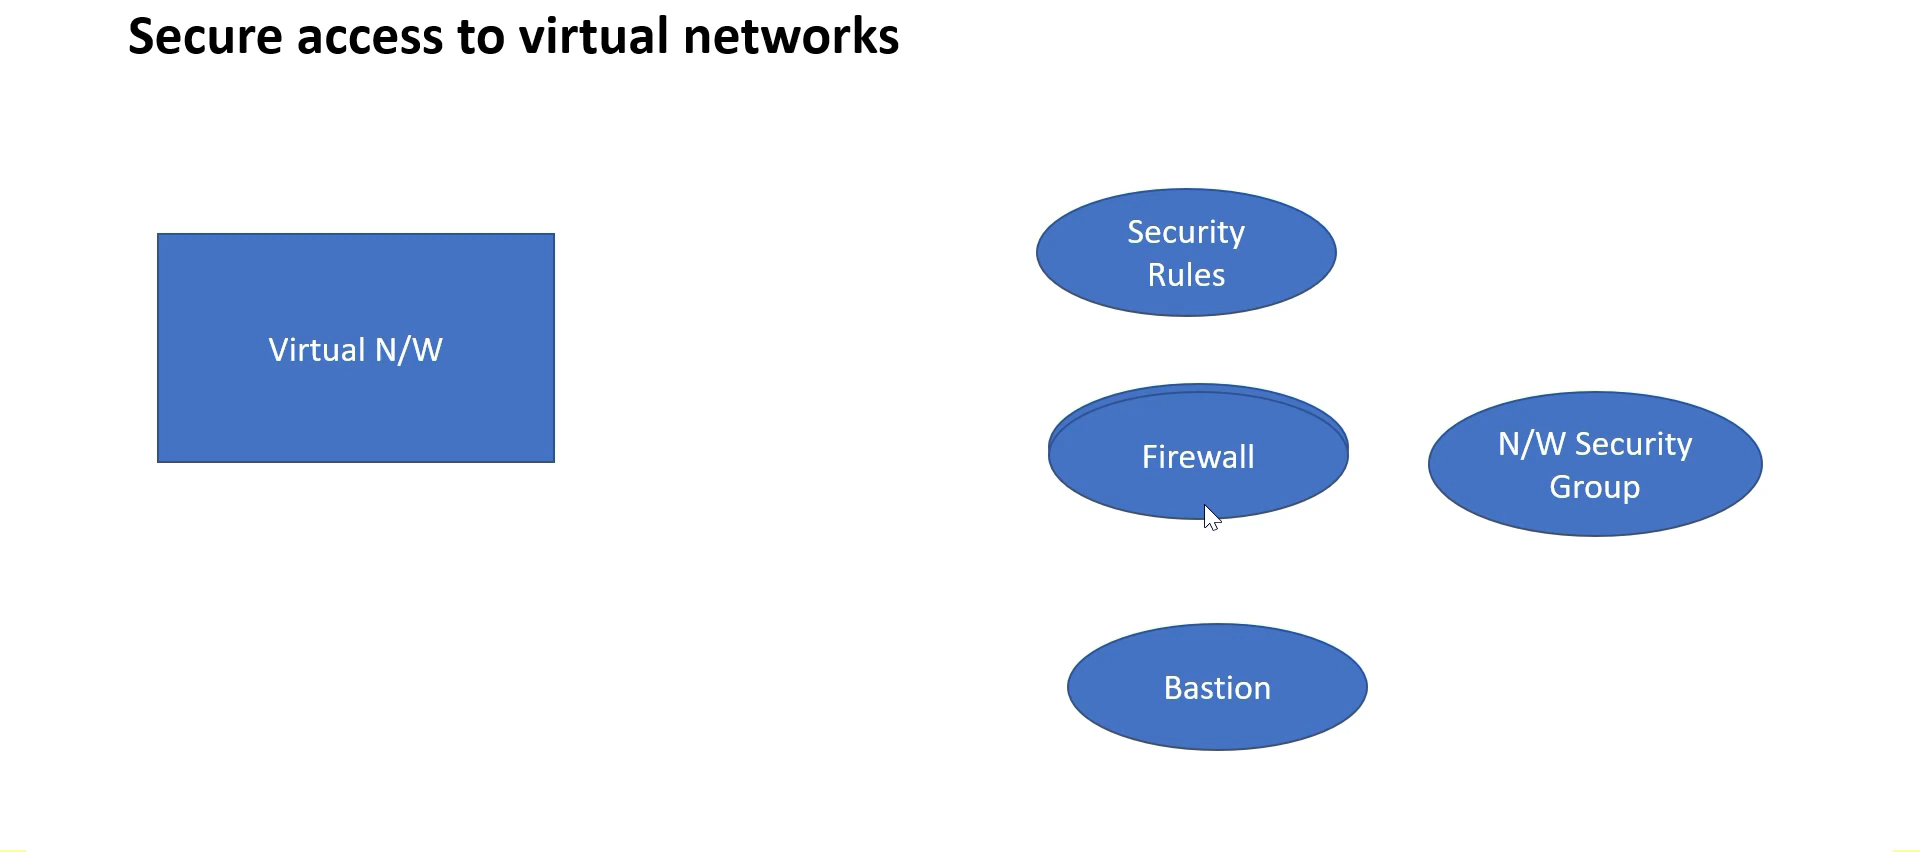 Secure access to virtual networks
Virtual N/W
Security
Rules
Firewall
N/W Security
Group
Bastion